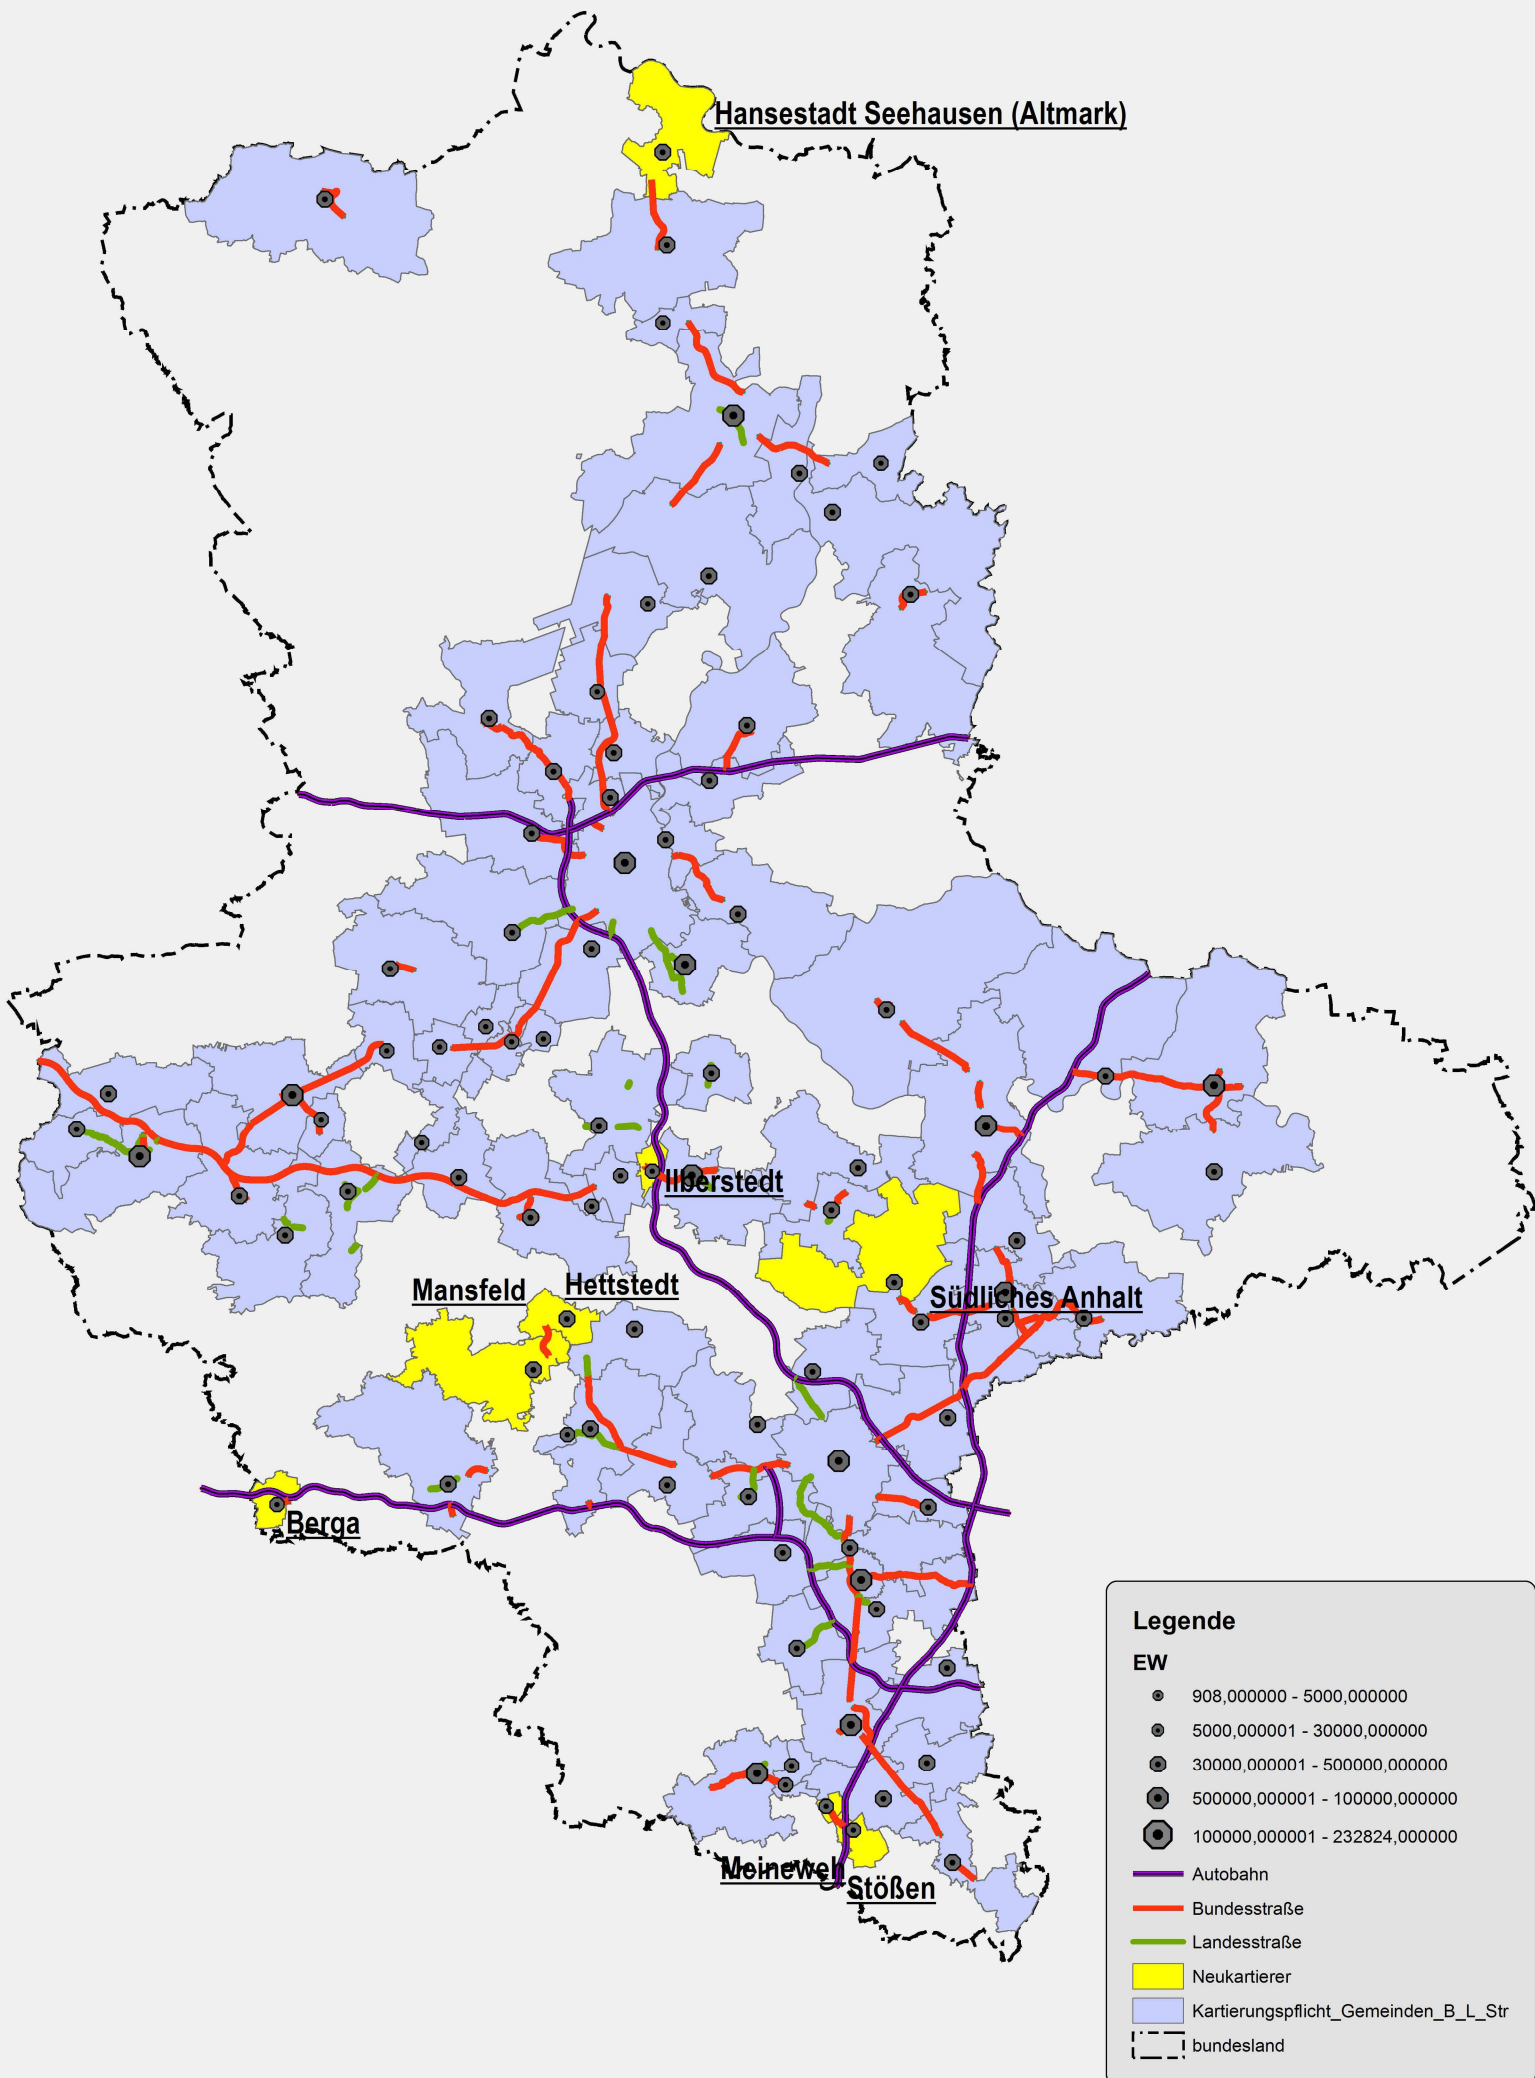 Hansestadt Seehausen (Altmark)
Ilberstedt
Mansfeld
Hettstedt
Südliches Anhalt
Berga
Meineweh
Stößen
Legende
EW
908,000000 - 5000,000000
5000,000001 - 30000,000000
30000,000001 - 500000,000000
500000,000001 - 100000,000000
100000,000001 - 232824,000000
Autobahn
Bundesstraße
Landesstraße
Neukartierer
Kartierungspflicht_Gemeinden_B_L_Str
bundesland